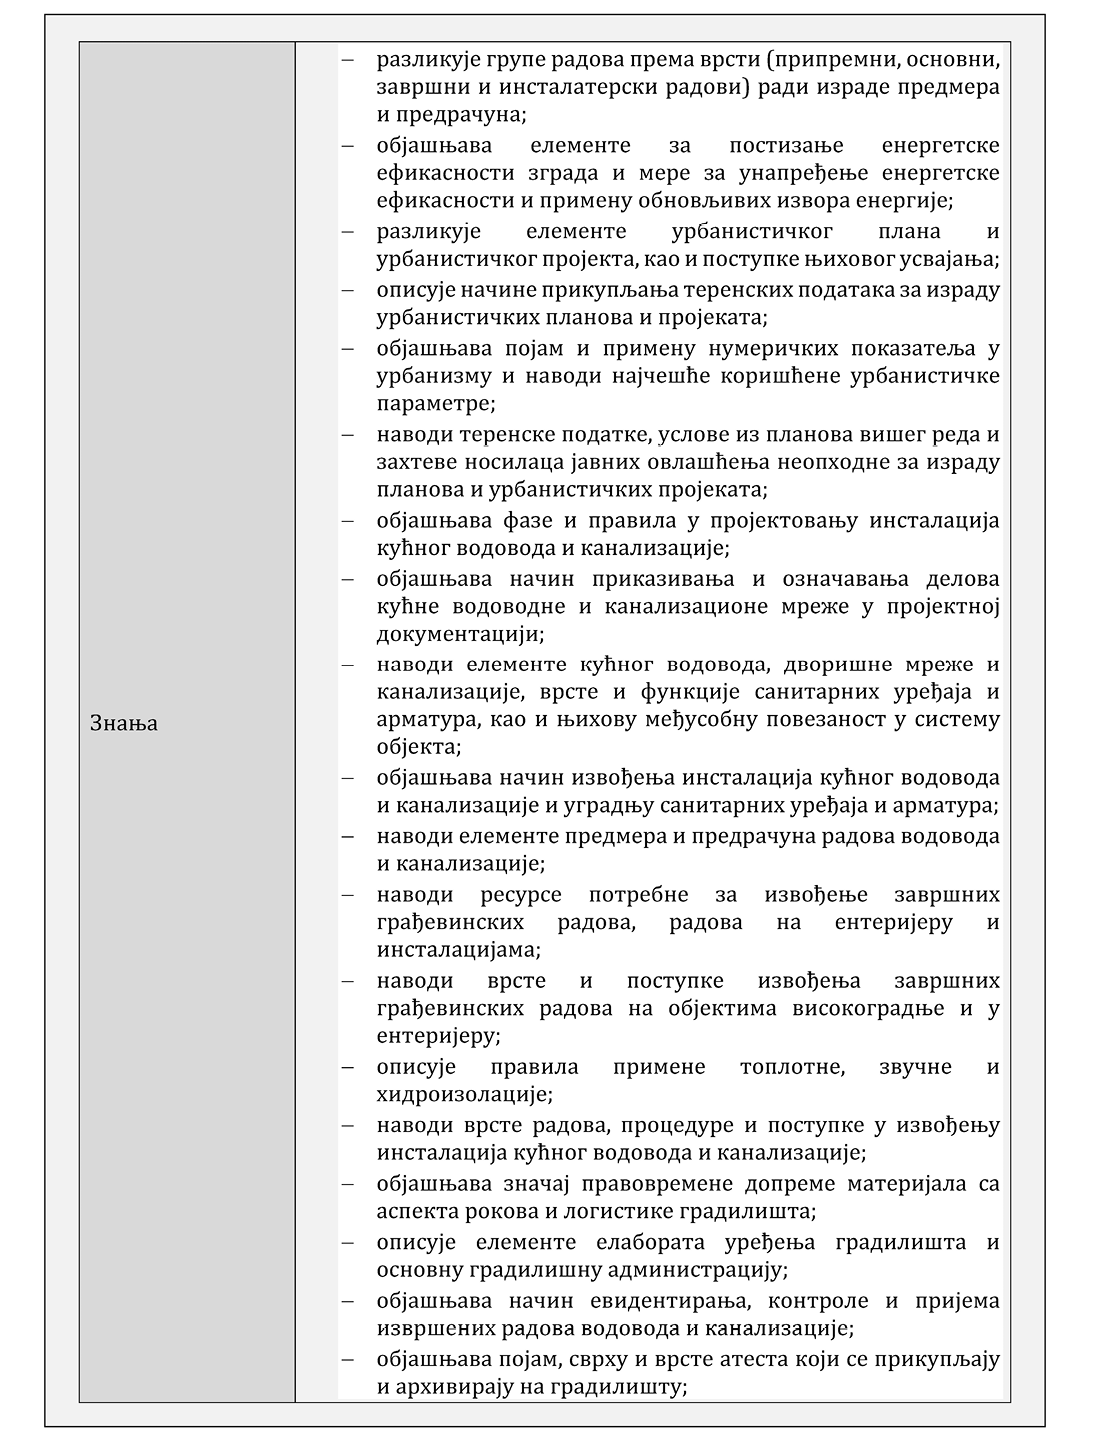 Знања
– разликује групе радова према врсти (припремни, основни,
завршни и инсталатерски радови) ради израде предмера
и предрачуна;
– објашњава елементе за постизање енергетске
ефикасности зграда и мере за унапређење енергетске
ефикасности и примену обновљивих извора енергије;
– разликује елементе урбанистичког плана и
урбанистичког пројекта, као и поступке њиховог усвајања;
– описује начине прикупљања теренских података за израду
урбанистичких планова и пројеката;
– објашњава појам и примену нумеричких показатеља у
урбанизму и наводи најчешће коришћене урбанистичке
параметре;
– наводи теренске податке, услове из планова вишег реда и
захтеве носилаца јавних овлашћења неопходне за израду
планова и урбанистичких пројеката;
– објашњава фазе и правила у пројектовању инсталација
кућног водовода и канализације;
– објашњава начин приказивања и означавања делова
кућне водоводне и канализационе мреже у пројектној
документацији;
– наводи елементе кућног водовода, дворишне мреже и
канализације, врсте и функције санитарних уређаја и
арматура, као и њихову међусобну повезаност у систему
објекта;
– објашњава начин извођења инсталација кућног водовода
и канализације и уградњу санитарних уређаја и арматура;
– наводи елементе предмера и предрачуна радова водовода
и канализације;
– наводи ресурсе потребне за извођење завршних
грађевинских радова, радова на ентеријеру и
инсталацијама;
– наводи врсте и поступке извођења завршних
грађевинских радова на објектима високоградње и у
ентеријеру;
– описује правила примене топлотне, звучне и
хидроизолације;
– наводи врсте радова, процедуре и поступке у извођењу
инсталација кућног водовода и канализације;
– објашњава значај правовремене допреме материјала са
аспекта рокова и логистике градилишта;
– описује елементе елабората уређења градилишта и
основну градилишну администрацију;
– објашњава начин евидентирања, контроле и пријема
извршених радова водовода и канализације;
– објашњава појам, сврху и врсте атеста који се прикупљају
и архивирају на градилишту;